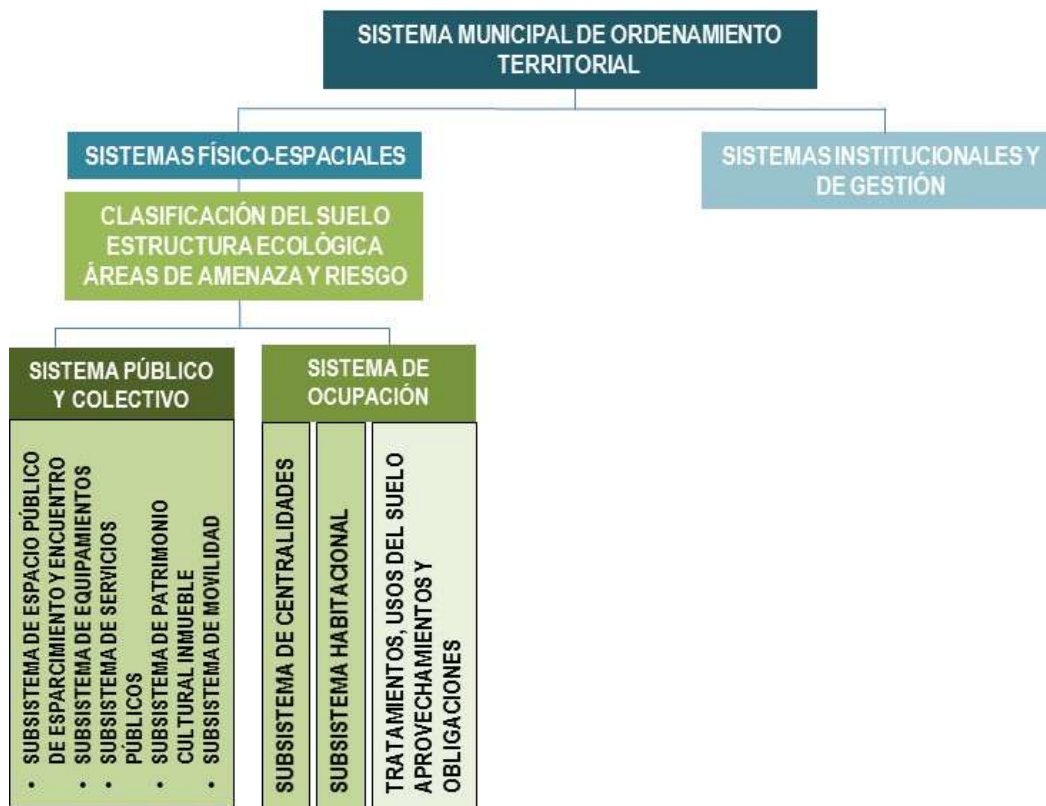 SISTEMA MUNICIPAL DE ORDENAMIENTO
TERRITORIAL
SISTEMAS FÍSICO-ESPACIALES
SISTEMAS INSTITUCIONALES Y
DE GESTIÓN
CLASIFICACIÓN DEL SUELO
ESTRUCTURA ECOLÓGICA
ÁREAS DE AMENAZA Y RIESGO
SISTEMA PÚBLICO
Y COLECTIVO
SISTEMA DE
OCUPACIÓN
• SUBSISTEMA DE ESPACIO PÚBLICO
DE ESPARCIMIENTO Y ENCUENTRO
• SUBSISTEMA DE EQUIPAMIENTOS
• SUBSISTEMA DE SERVICIOS
PÚBLICOS
• SUBSISTEMA DE PATRIMONIO
CULTURAL INMUEBLE
• SUBSISTEMA DE MOVILIDAD
SUBSISTEMA DE CENTRALIDADES
SUBSISTEMA HABITACIONAL
TRATAMIENTOS, USOS DEL SUELO
APROVECHAMIENTOS Y
OBLIGACIONES